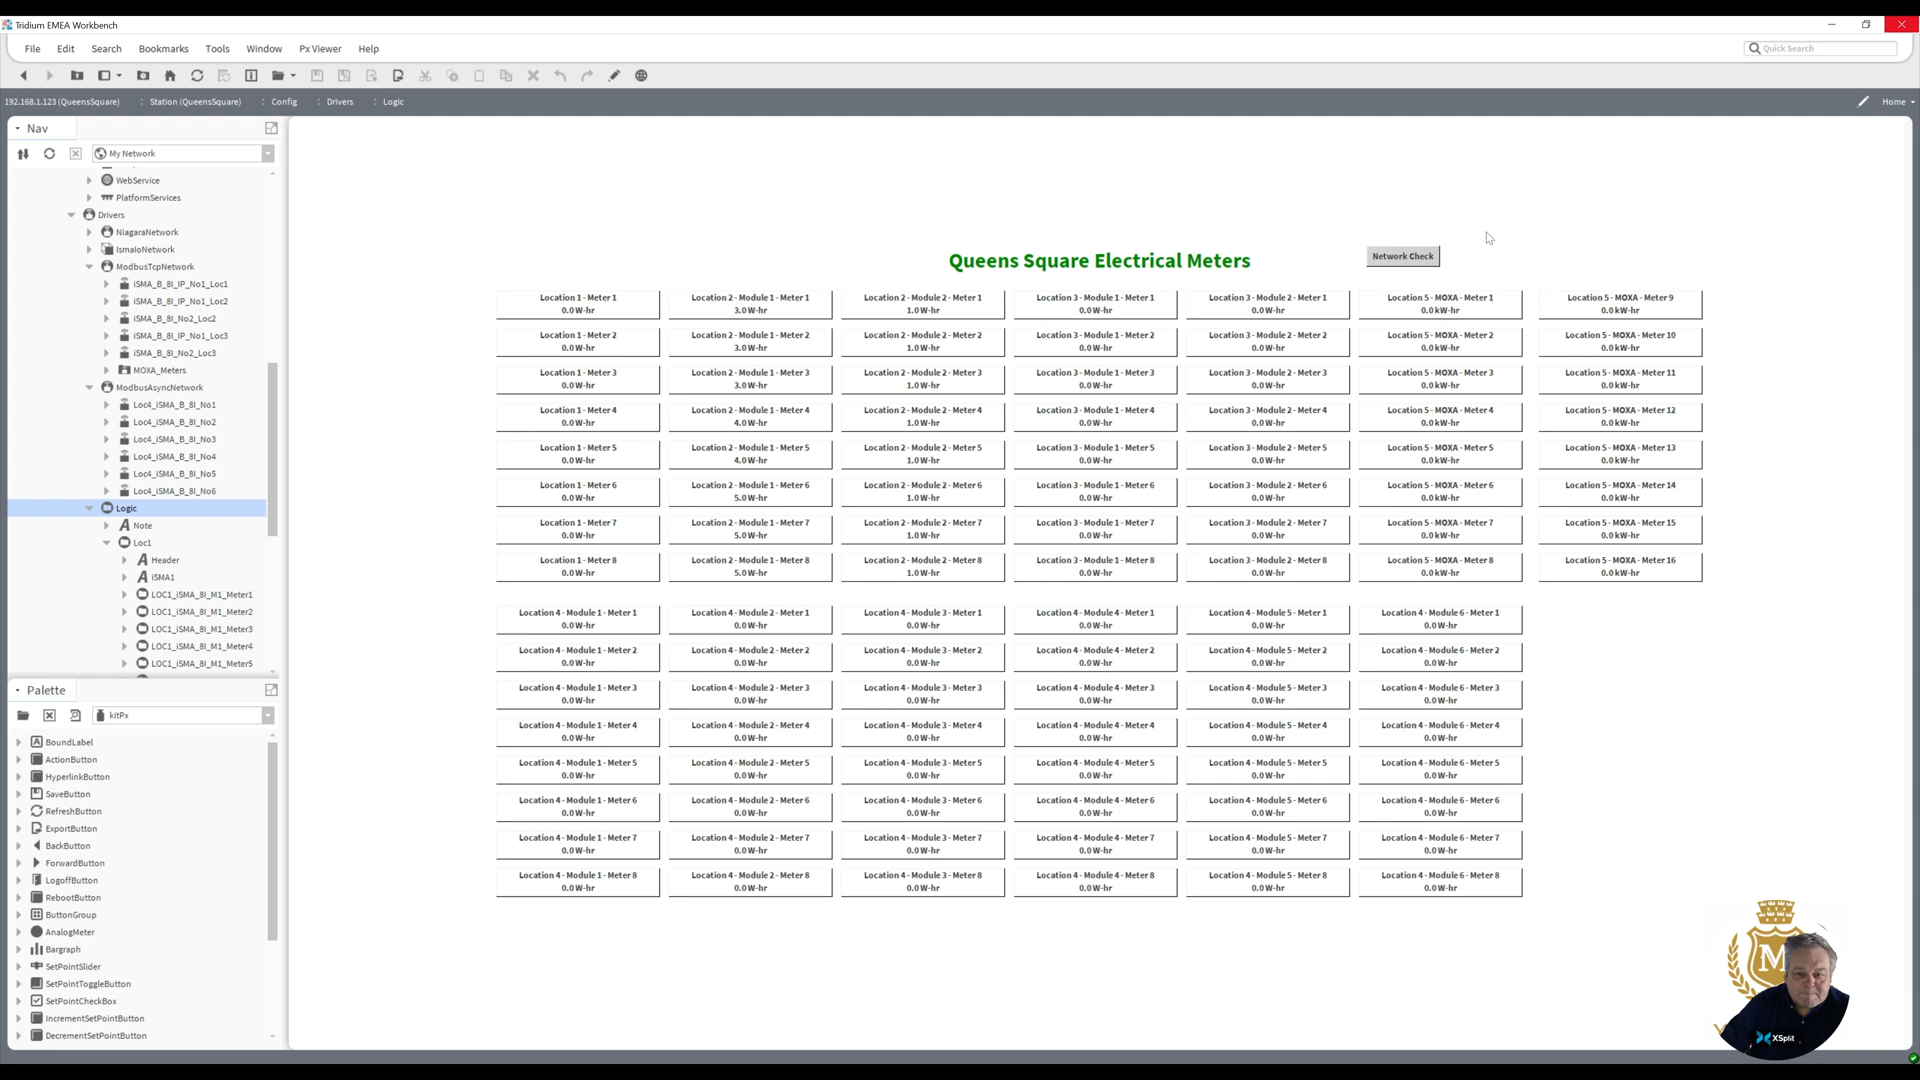 Tridium EMEA Workbench
File Edit Search Bookmarks Tools Window Px Viewer Help
Quick Search
192.168.1.123 (QueensSquare) : Station (QueensSquare) : Config : Drivers : Logic
Home
Nav
My Network
WebService
PlatformServices
Drivers
NiagaraNetwork
IsmaIoNetwork
ModbusTcpNetwork
iSMA_B_8I_IP_No1_Loc1
iSMA_B_8I_IP_No1_Loc2
iSMA_B_8I_No2_Loc2
iSMA_B_8I_IP_No1_Loc3
iSMA_B_8I_No2_Loc3
MOXA_Meters
ModbusAsyncNetwork
Loc4_iSMA_B_8I_No1
Loc4_iSMA_B_8I_No2
Loc4_iSMA_B_8I_No3
Loc4_iSMA_B_8I_No4
Loc4_iSMA_B_8I_No5
Loc4_iSMA_B_8I_No6
Logic
Note
Loc1
Header
iSMA1
LOC1_iSMA_8I_M1_Meter1
LOC1_iSMA_8I_M1_Meter2
LOC1_iSMA_8I_M1_Meter3
LOC1_iSMA_8I_M1_Meter4
LOC1_iSMA_8I_M1_Meter5
Palette
kitPx
BoundLabel
ActionButton
HyperlinkButton
SaveButton
RefreshButton
ExportButton
BackButton
ForwardButton
LogoffButton
RebootButton
ButtonGroup
AnalogMeter
Bargraph
SetPointSlider
SetPointToggleButton
SetPointCheckBox
IncrementSetPointButton
DecrementSetPointButton
Queens Square Electrical Meters
Network Check
Location 1 - Meter 1 Location 2 - Module 1 - Meter 1 Location 2 - Module 2 - Meter 1 Location 3 - Module 1 - Meter 1 Location 3 - Module 2 - Meter 1 Location 5 - MOXA - Meter 1 Location 5 - MOXA - Meter 9
0.0 W-hr 3.0 W-hr 1.0 W-hr 0.0 W-hr 0.0 W-hr 0.0 kW-hr 0.0 kW-hr
Location 1 - Meter 2 Location 2 - Module 1 - Meter 2 Location 2 - Module 2 - Meter 2 Location 3 - Module 1 - Meter 2 Location 3 - Module 2 - Meter 2 Location 5 - MOXA - Meter 2 Location 5 - MOXA - Meter 10
0.0 W-hr 3.0 W-hr 1.0 W-hr 0.0 W-hr 0.0 W-hr 0.0 kW-hr 0.0 kW-hr
Location 1 - Meter 3 Location 2 - Module 1 - Meter 3 Location 2 - Module 2 - Meter 3 Location 3 - Module 1 - Meter 3 Location 3 - Module 2 - Meter 3 Location 5 - MOXA - Meter 3 Location 5 - MOXA - Meter 11
0.0 W-hr 3.0 W-hr 1.0 W-hr 0.0 W-hr 0.0 W-hr 0.0 kW-hr 0.0 kW-hr
Location 1 - Meter 4 Location 2 - Module 1 - Meter 4 Location 2 - Module 2 - Meter 4 Location 3 - Module 1 - Meter 4 Location 3 - Module 2 - Meter 4 Location 5 - MOXA - Meter 4 Location 5 - MOXA - Meter 12
0.0 W-hr 4.0 W-hr 1.0 W-hr 0.0 W-hr 0.0 W-hr 0.0 kW-hr 0.0 kW-hr
Location 1 - Meter 5 Location 2 - Module 1 - Meter 5 Location 2 - Module 2 - Meter 5 Location 3 - Module 1 - Meter 5 Location 3 - Module 2 - Meter 5 Location 5 - MOXA - Meter 5 Location 5 - MOXA - Meter 13
0.0 W-hr 4.0 W-hr 1.0 W-hr 0.0 W-hr 0.0 W-hr 0.0 kW-hr 0.0 kW-hr
Location 1 - Meter 6 Location 2 - Module 1 - Meter 6 Location 2 - Module 2 - Meter 6 Location 3 - Module 1 - Meter 6 Location 3 - Module 2 - Meter 6 Location 5 - MOXA - Meter 6 Location 5 - MOXA - Meter 14
0.0 W-hr 5.0 W-hr 1.0 W-hr 0.0 W-hr 0.0 W-hr 0.0 kW-hr 0.0 kW-hr
Location 1 - Meter 7 Location 2 - Module 1 - Meter 7 Location 2 - Module 2 - Meter 7 Location 3 - Module 1 - Meter 7 Location 3 - Module 2 - Meter 7 Location 5 - MOXA - Meter 7 Location 5 - MOXA - Meter 15
0.0 W-hr 5.0 W-hr 1.0 W-hr 0.0 W-hr 0.0 W-hr 0.0 kW-hr 0.0 kW-hr
Location 1 - Meter 8 Location 2 - Module 1 - Meter 8 Location 2 - Module 2 - Meter 8 Location 3 - Module 1 - Meter 8 Location 3 - Module 2 - Meter 8 Location 5 - MOXA - Meter 8 Location 5 - MOXA - Meter 16
0.0 W-hr 5.0 W-hr 1.0 W-hr 0.0 W-hr 0.0 W-hr 0.0 kW-hr 0.0 kW-hr
Location 4 - Module 1 - Meter 1 Location 4 - Module 2 - Meter 1 Location 4 - Module 3 - Meter 1 Location 4 - Module 4 - Meter 1 Location 4 - Module 5 - Meter 1 Location 4 - Module 6 - Meter 1
0.0 W-hr 0.0 W-hr 0.0 W-hr 0.0 W-hr 0.0 W-hr 0.0 W-hr
Location 4 - Module 1 - Meter 2 Location 4 - Module 2 - Meter 2 Location 4 - Module 3 - Meter 2 Location 4 - Module 4 - Meter 2 Location 4 - Module 5 - Meter 2 Location 4 - Module 6 - Meter 2
0.0 W-hr 0.0 W-hr 0.0 W-hr 0.0 W-hr 0.0 W-hr 0.0 W-hr
Location 4 - Module 1 - Meter 3 Location 4 - Module 2 - Meter 3 Location 4 - Module 3 - Meter 3 Location 4 - Module 4 - Meter 3 Location 4 - Module 5 - Meter 3 Location 4 - Module 6 - Meter 3
0.0 W-hr 0.0 W-hr 0.0 W-hr 0.0 W-hr 0.0 W-hr 0.0 W-hr
Location 4 - Module 1 - Meter 4 Location 4 - Module 2 - Meter 4 Location 4 - Module 3 - Meter 4 Location 4 - Module 4 - Meter 4 Location 4 - Module 5 - Meter 4 Location 4 - Module 6 - Meter 4
0.0 W-hr 0.0 W-hr 0.0 W-hr 0.0 W-hr 0.0 W-hr 0.0 W-hr
Location 4 - Module 1 - Meter 5 Location 4 - Module 2 - Meter 5 Location 4 - Module 3 - Meter 5 Location 4 - Module 4 - Meter 5 Location 4 - Module 5 - Meter 5 Location 4 - Module 6 - Meter 5
0.0 W-hr 0.0 W-hr 0.0 W-hr 0.0 W-hr 0.0 W-hr 0.0 W-hr
Location 4 - Module 1 - Meter 6 Location 4 - Module 2 - Meter 6 Location 4 - Module 3 - Meter 6 Location 4 - Module 4 - Meter 6 Location 4 - Module 5 - Meter 6 Location 4 - Module 6 - Meter 6
0.0 W-hr 0.0 W-hr 0.0 W-hr 0.0 W-hr 0.0 W-hr 0.0 W-hr
Location 4 - Module 1 - Meter 7 Location 4 - Module 2 - Meter 7 Location 4 - Module 3 - Meter 7 Location 4 - Module 4 - Meter 7 Location 4 - Module 5 - Meter 7 Location 4 - Module 6 - Meter 7
0.0 W-hr 0.0 W-hr 0.0 W-hr 0.0 W-hr 0.0 W-hr 0.0 W-hr
Location 4 - Module 1 - Meter 8 Location 4 - Module 2 - Meter 8 Location 4 - Module 3 - Meter 8 Location 4 - Module 4 - Meter 8 Location 4 - Module 5 - Meter 8 Location 4 - Module 6 - Meter 8
0.0 W-hr 0.0 W-hr 0.0 W-hr 0.0 W-hr 0.0 W-hr 0.0 W-hr
M
XSplit